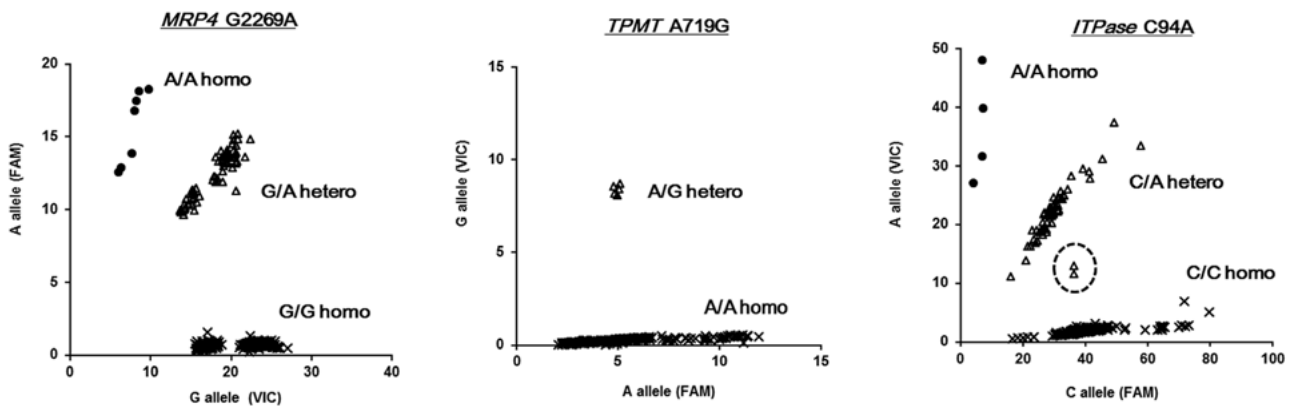 MRP4 G2269A
20
15
10
5
0
0
10
20
30
40
A allele (FAM)
G allele (VIC)
A/A homo
G/A hetero
G/G homo
TPMT A719G
15
10
5
0
0
5
10
15
G allele (VIC)
A allele (FAM)
A/G hetero
A/A homo
ITPase C94A
50
40
30
20
10
0
0
20
40
60
80
100
A allele (VIC)
C allele (FAM)
A/A homo
C/A hetero
C/C homo